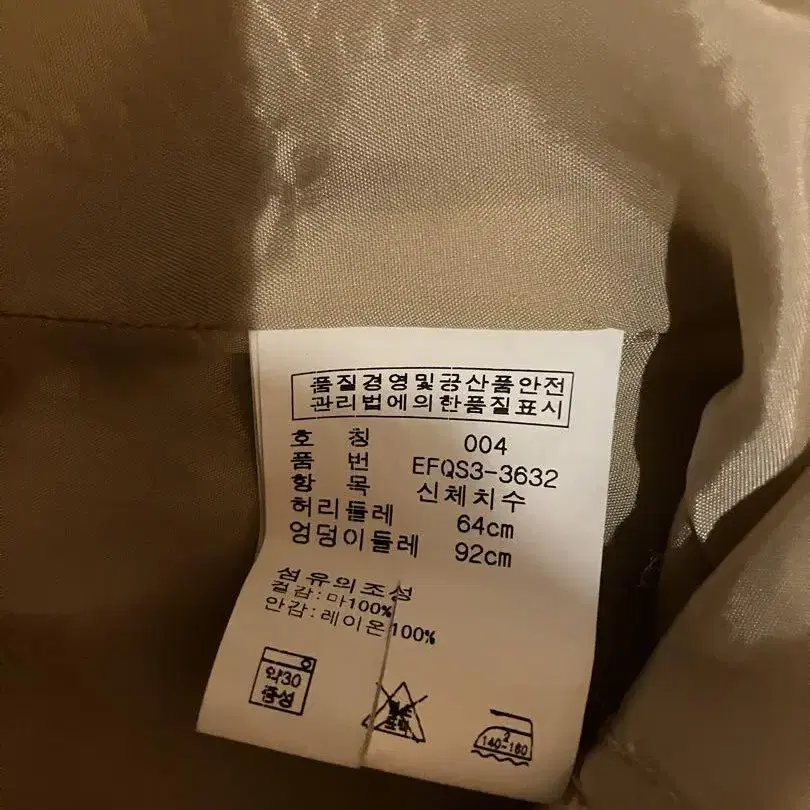 품질경영및공산품안전
관리법에의한품질표시
호 칭 004
품 번 EFQS3-3632
항 목 신체치수
허리둘레 64cm
엉덩이둘레 92cm
섬유의조성
겉감:마100%
안감:레이온100%
약30
중성
2
140-160